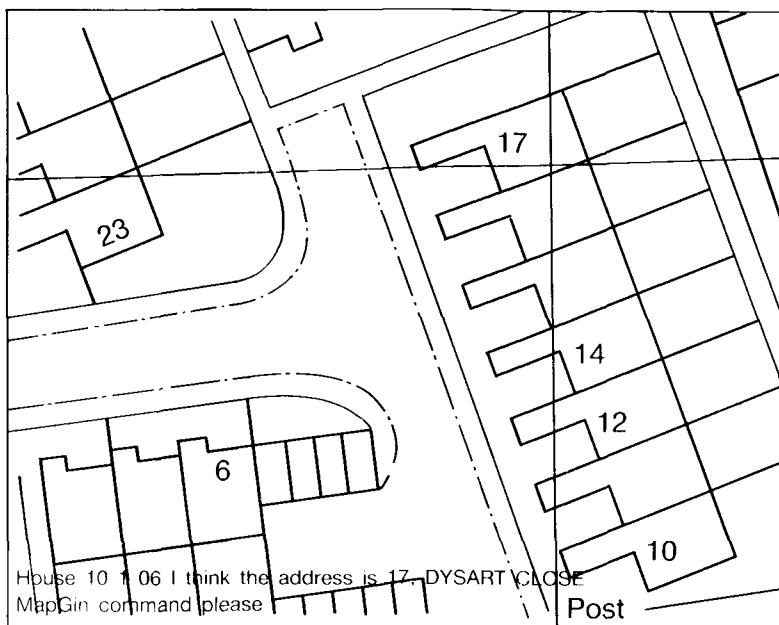 17
23
14
12
6
10
House 10 1 06 I think the address is 17, DYSART CLOSE
MapGin command please
Post